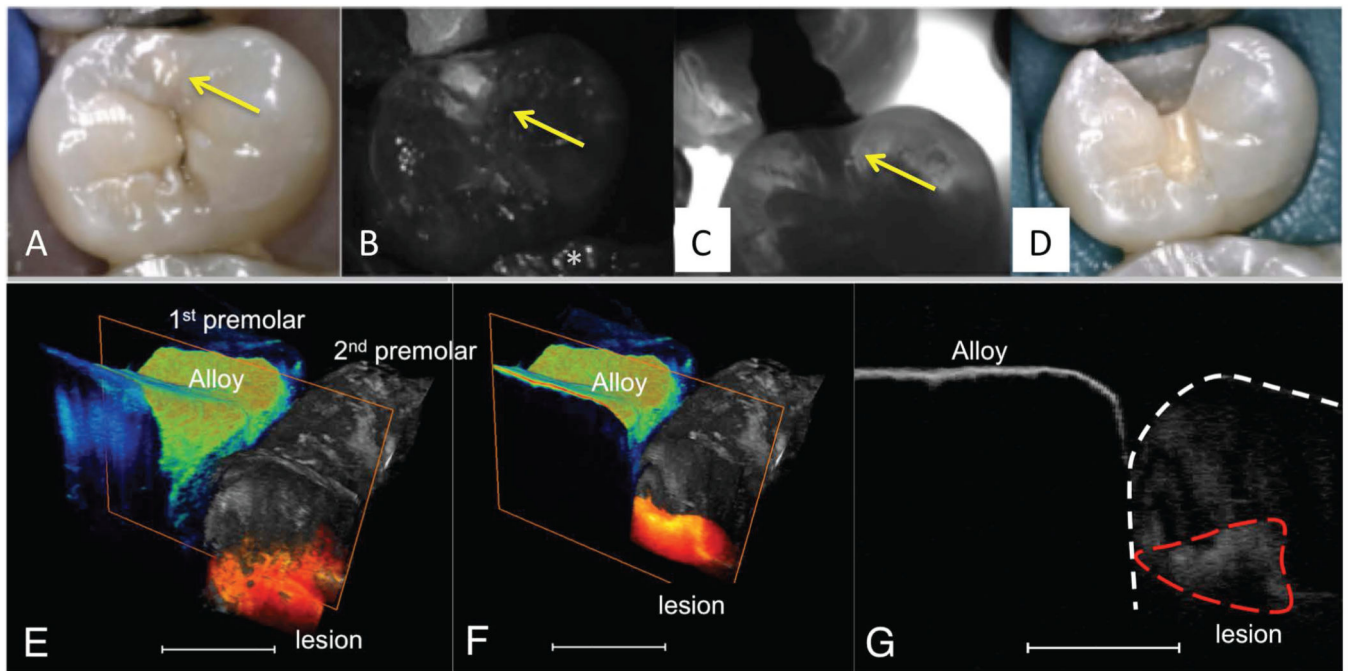 A
B
*
C
D
1st premolar
2nd premolar
Alloy
lesion
E
Alloy
lesion
F
Alloy
lesion
G